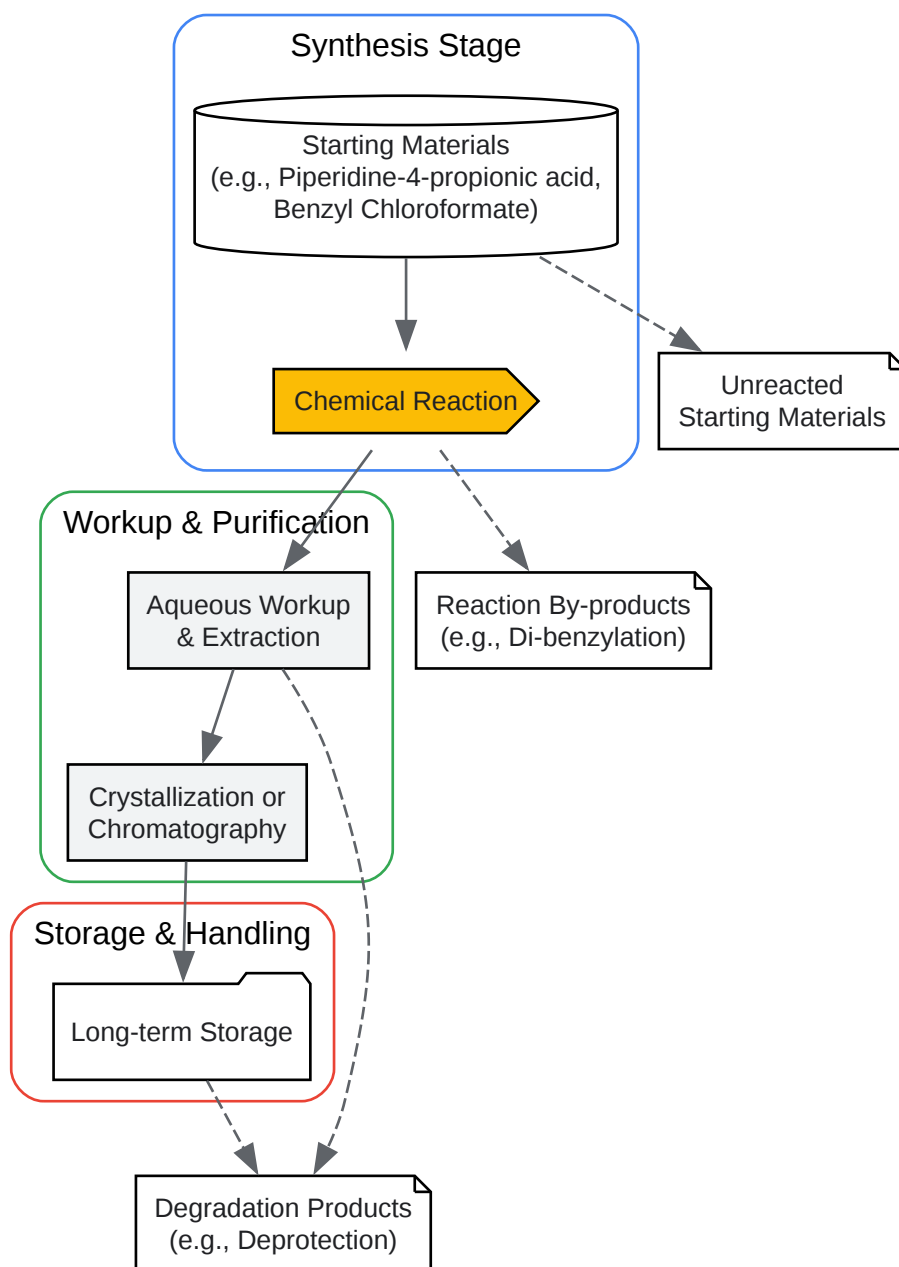 Synthesis Stage
Starting Materials
(e.g., Piperidine-4-propionic acid,
Benzyl Chloroformate)
Chemical Reaction
Unreacted
Starting Materials
Workup & Purification
Aqueous Workup
& Extraction
Reaction By-products
(e.g., Di-benzylation)
Crystallization or
Chromatography
Storage & Handling
Long-term Storage
Degradation Products
(e.g., Deprotection)